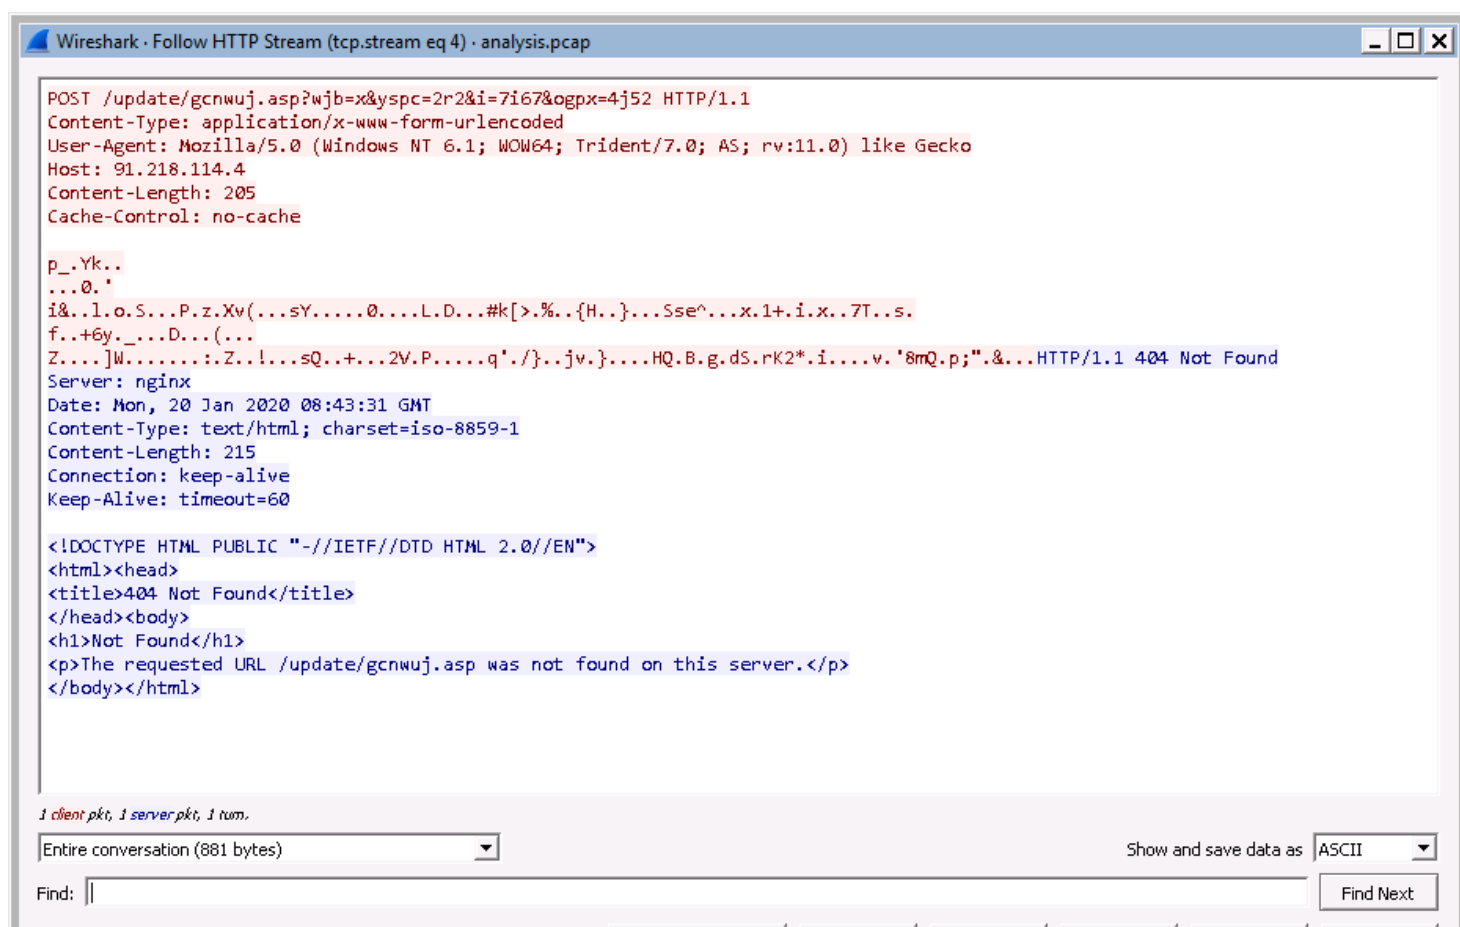 Wireshark · Follow HTTP Stream (tcp.stream eq 4) · analysis.pcap
POST /update/gcnwuj.asp?wjb=x&yspc=2r2&i=7i67&ogpx=4j52 HTTP/1.1
Content-Type: application/x-www-form-urlencoded
User-Agent: Mozilla/5.0 (Windows NT 6.1; WOW64; Trident/7.0; AS; rv:11.0) like Gecko
Host: 91.218.114.4
Content-Length: 205
Cache-Control: no-cache
p_.Yk..
...0.'
i&..l.o.S...P.z.Xv(...sY.....0....L.D...#k[>.%..{H..}...Sse^...x.1+.i.x..7T..s.
f..+6y._...D...(...
Z....]W.......:.Z..!...sQ..+...2V.P.....q'./}..jv.}....HQ.B.g.dS.rK2*.i....v.'8mQ.p;".&...HTTP/1.1 404 Not Found
Server: nginx
Date: Mon, 20 Jan 2020 08:43:31 GMT
Content-Type: text/html; charset=iso-8859-1
Content-Length: 215
Connection: keep-alive
Keep-Alive: timeout=60
<!DOCTYPE HTML PUBLIC "-//IETF//DTD HTML 2.0//EN">
<html><head>
<title>404 Not Found</title>
</head><body>
<h1>Not Found</h1>
<p>The requested URL /update/gcnwuj.asp was not found on this server.</p>
</body></html>
1 client pkt, 1 server pkt, 1 turn.
Entire conversation (881 bytes)
Show and save data as ASCII
Find:
Find Next